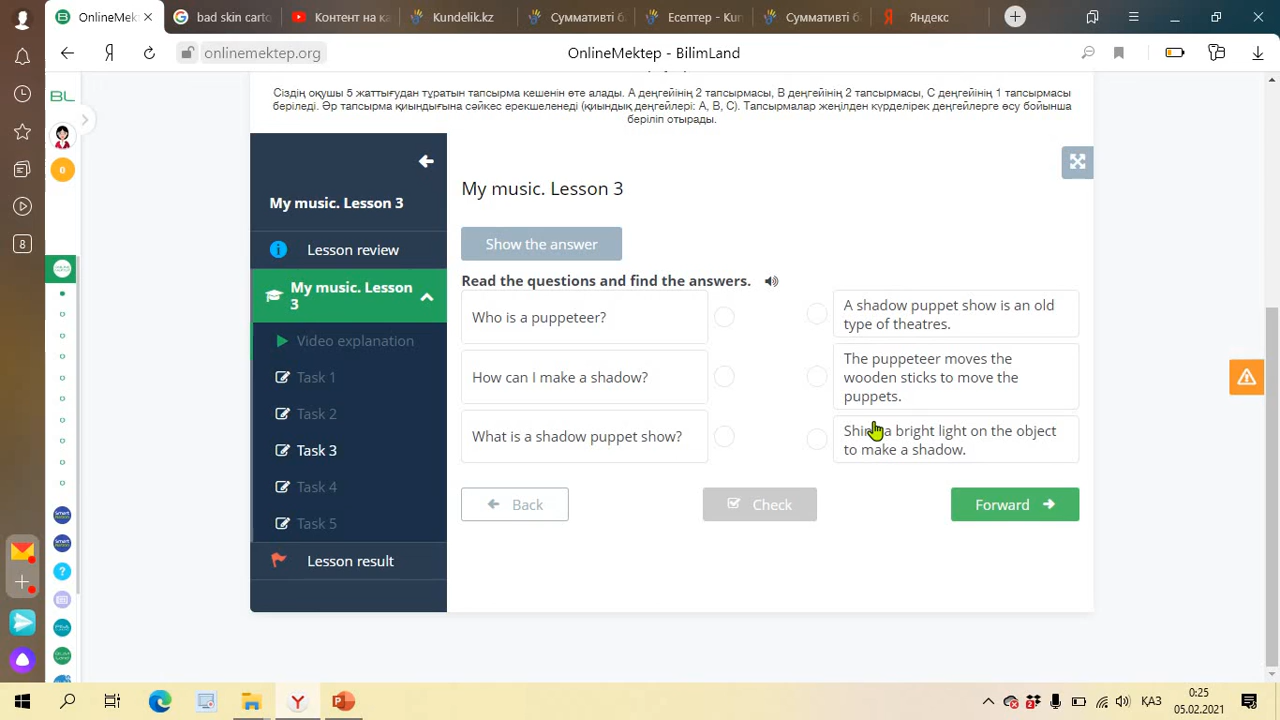 OnlineMek
bad skin carto
Контент на ка
Kundelik.kz
Суммативті б
Есептер - Kun
Суммативті б
Яндекс
Я
onlinemektep.org
OnlineMektep - BilimLand
Сіздің оқушы 5 жаттығудан тұратын тапсырма кешенін өте алады. А деңгейінің 2 тапсырмасы, В деңгейінің 2 тапсырмасы, С деңгейінің 1 тапсырмасы
беріледі. Әр тапсырма қиындығына сәйкес ерекшеленеді (қиындық деңгейлері: А, В, С). Тапсырмалар жеңілден күрделірек деңгейлерге өсу бойынша
беріліп отырады.
BL
0
8
My music. Lesson 3
Lesson review
My music. Lesson
3
Video explanation
Task 1
Task 2
Task 3
Task 4
Task 5
Lesson result
My music. Lesson 3
Show the answer
Read the questions and find the answers.
Who is a puppeteer?
How can I make a shadow?
What is a shadow puppet show?
A shadow puppet show is an old
type of theatres.
The puppeteer moves the
wooden sticks to move the
puppets.
Shine a bright light on the object
to make a shadow.
Back
Check
Forward
ҚАЗ
0:25
05.02.2021